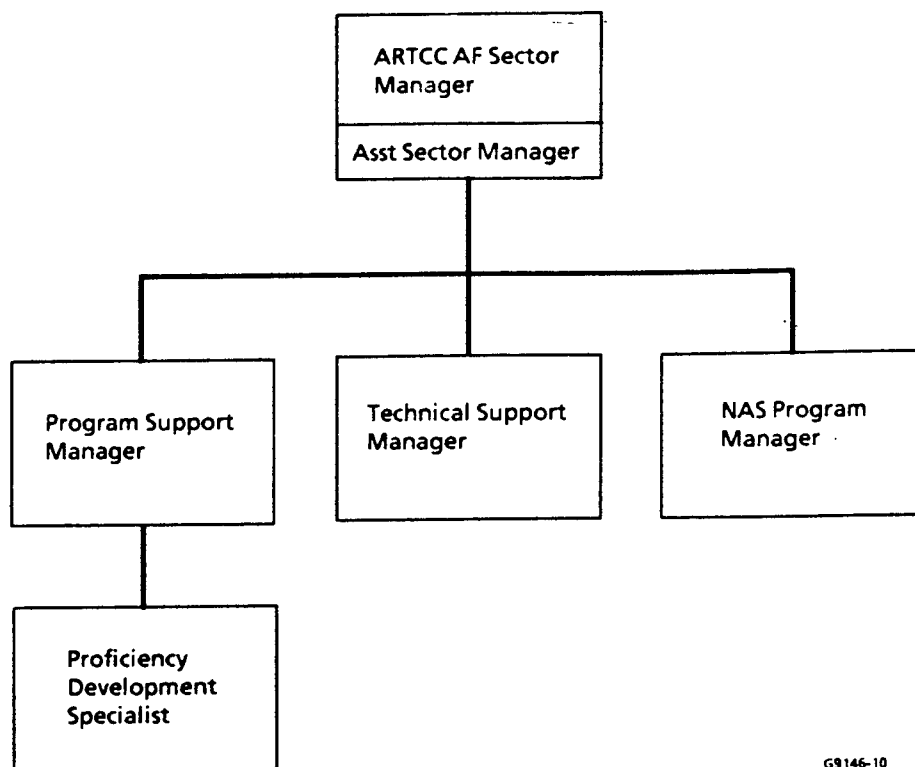 ARTCC AF Sector
Manager
Asst Sector Manager
Program Support
Manager
Technical Support
Manager
NAS Program
Manager
Proficiency
Development
Specialist
G9146-10